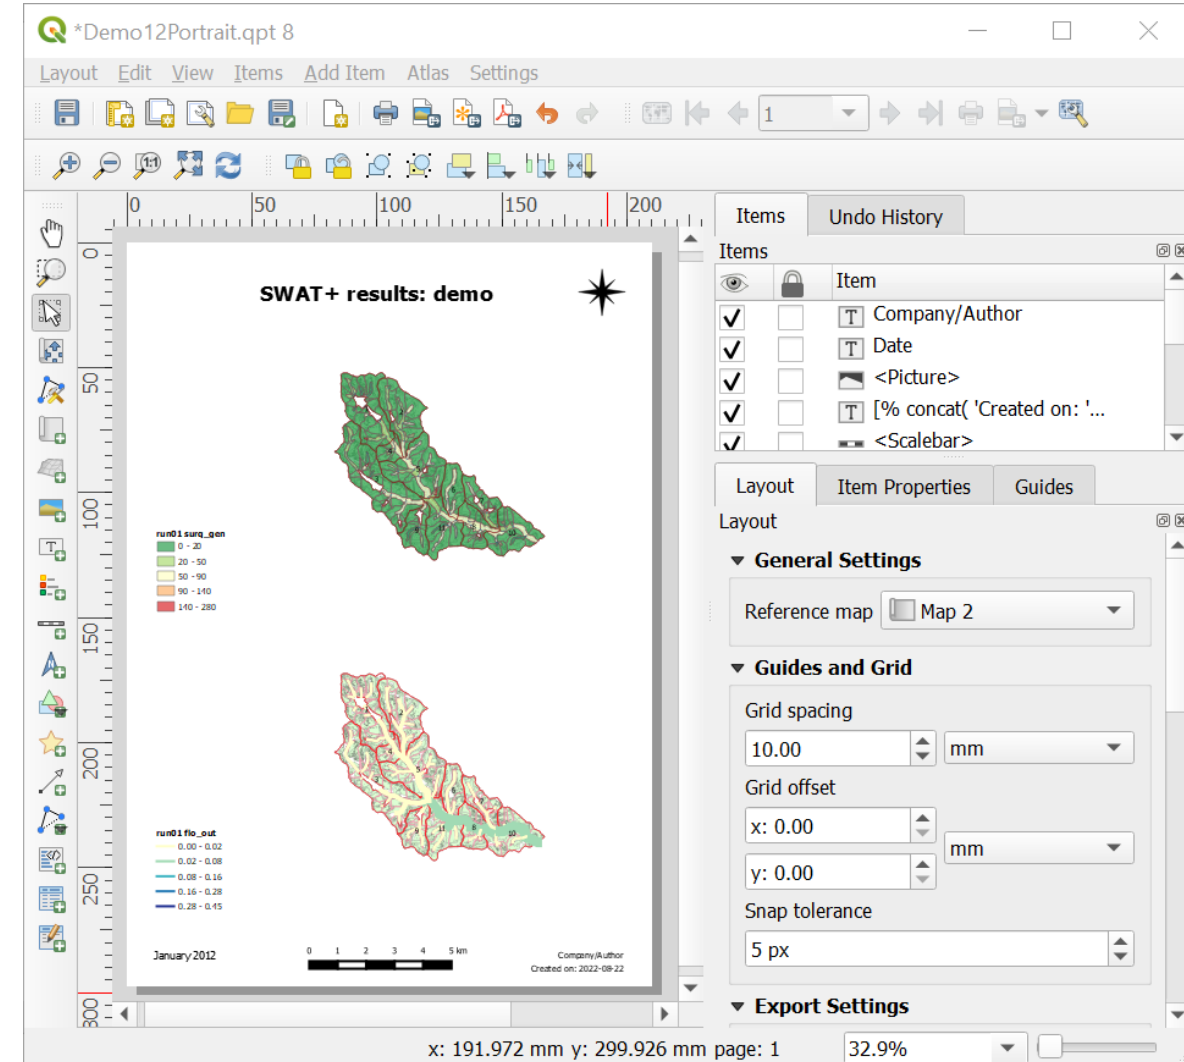 *Demo12Portrait.qpt 8
Layout Edit View Items Add Item Atlas Settings
1
1:1
0 50 100 150 200
0
50
100
150
200
250
300
SWAT+ results: demo
run01 surq_gen
0 - 20
20 - 50
50 - 90
90 - 140
140 - 280
run01 flo_out
0.00 - 0.02
0.02 - 0.08
0.08 - 0.16
0.16 - 0.28
0.28 - 0.45
January 2012
0 1 2 3 4 5 km
Company/Author
Created on: 2022-08-22
Items Undo History
Items
Item
T Company/Author
T Date
<Picture>
T [% concat( 'Created on: '...
<Scalebar>
Layout Item Properties Guides
Layout
General Settings
Reference map Map 2
Guides and Grid
Grid spacing
10.00 mm
Grid offset
x: 0.00
mm
y: 0.00
Snap tolerance
5 px
Export Settings
x: 191.972 mm y: 299.926 mm page: 1 32.9%